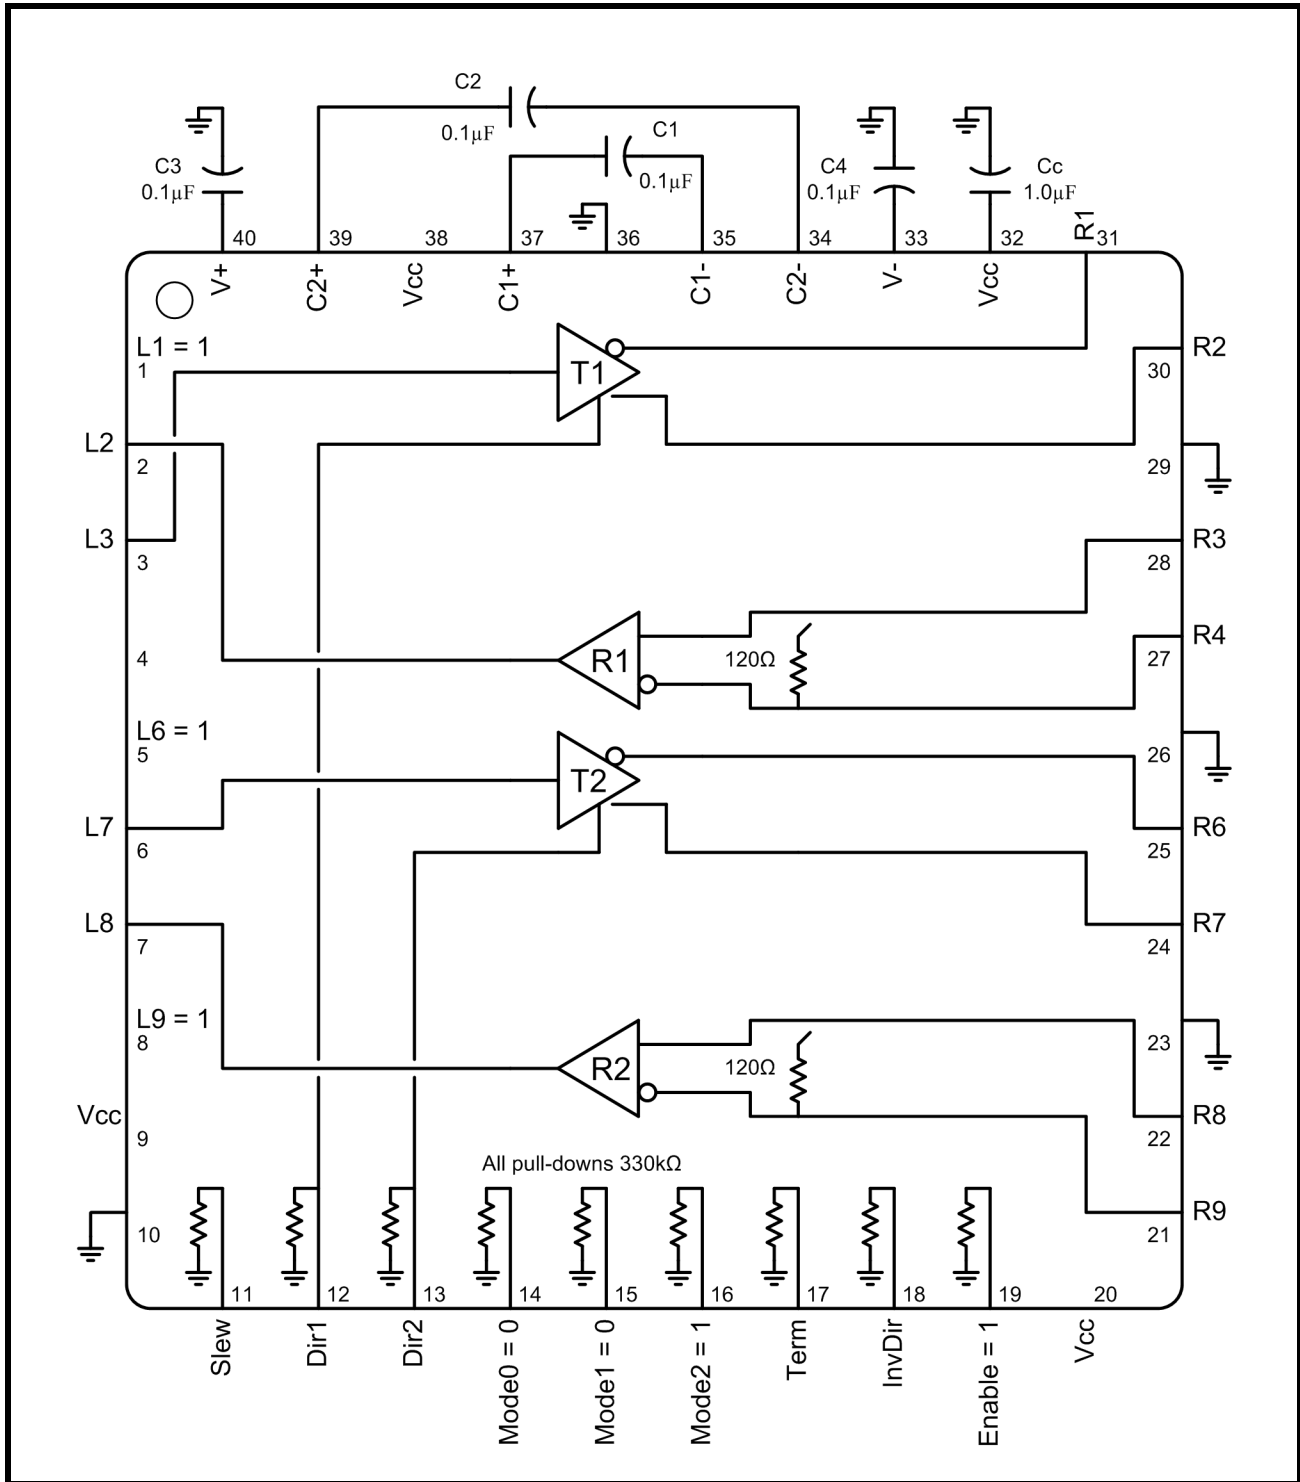 C2
0.1μF
C1
0.1μF
C3
0.1μF
C4
0.1μF
Cc
1.0μF
R1
40
39
38
37
36
35
34
33
32
31
V+
C2+
Vcc
C1+
C1-
C2-
V-
Vcc
L1 = 1
1
T1
R2
30
L2
2
29
L3
3
R3
28
4
R1
120Ω
R4
27
L6 = 1
5
T2
26
L7
6
R6
25
L8
7
R7
24
L9 = 1
8
R2
120Ω
23
Vcc
9
R8
22
All pull-downs 330kΩ
10
R9
21
11
12
13
14
15
16
17
18
19
20
Slew
Dir1
Dir2
Mode0 = 0
Mode1 = 0
Mode2 = 1
Term
InvDir
Enable = 1
Vcc